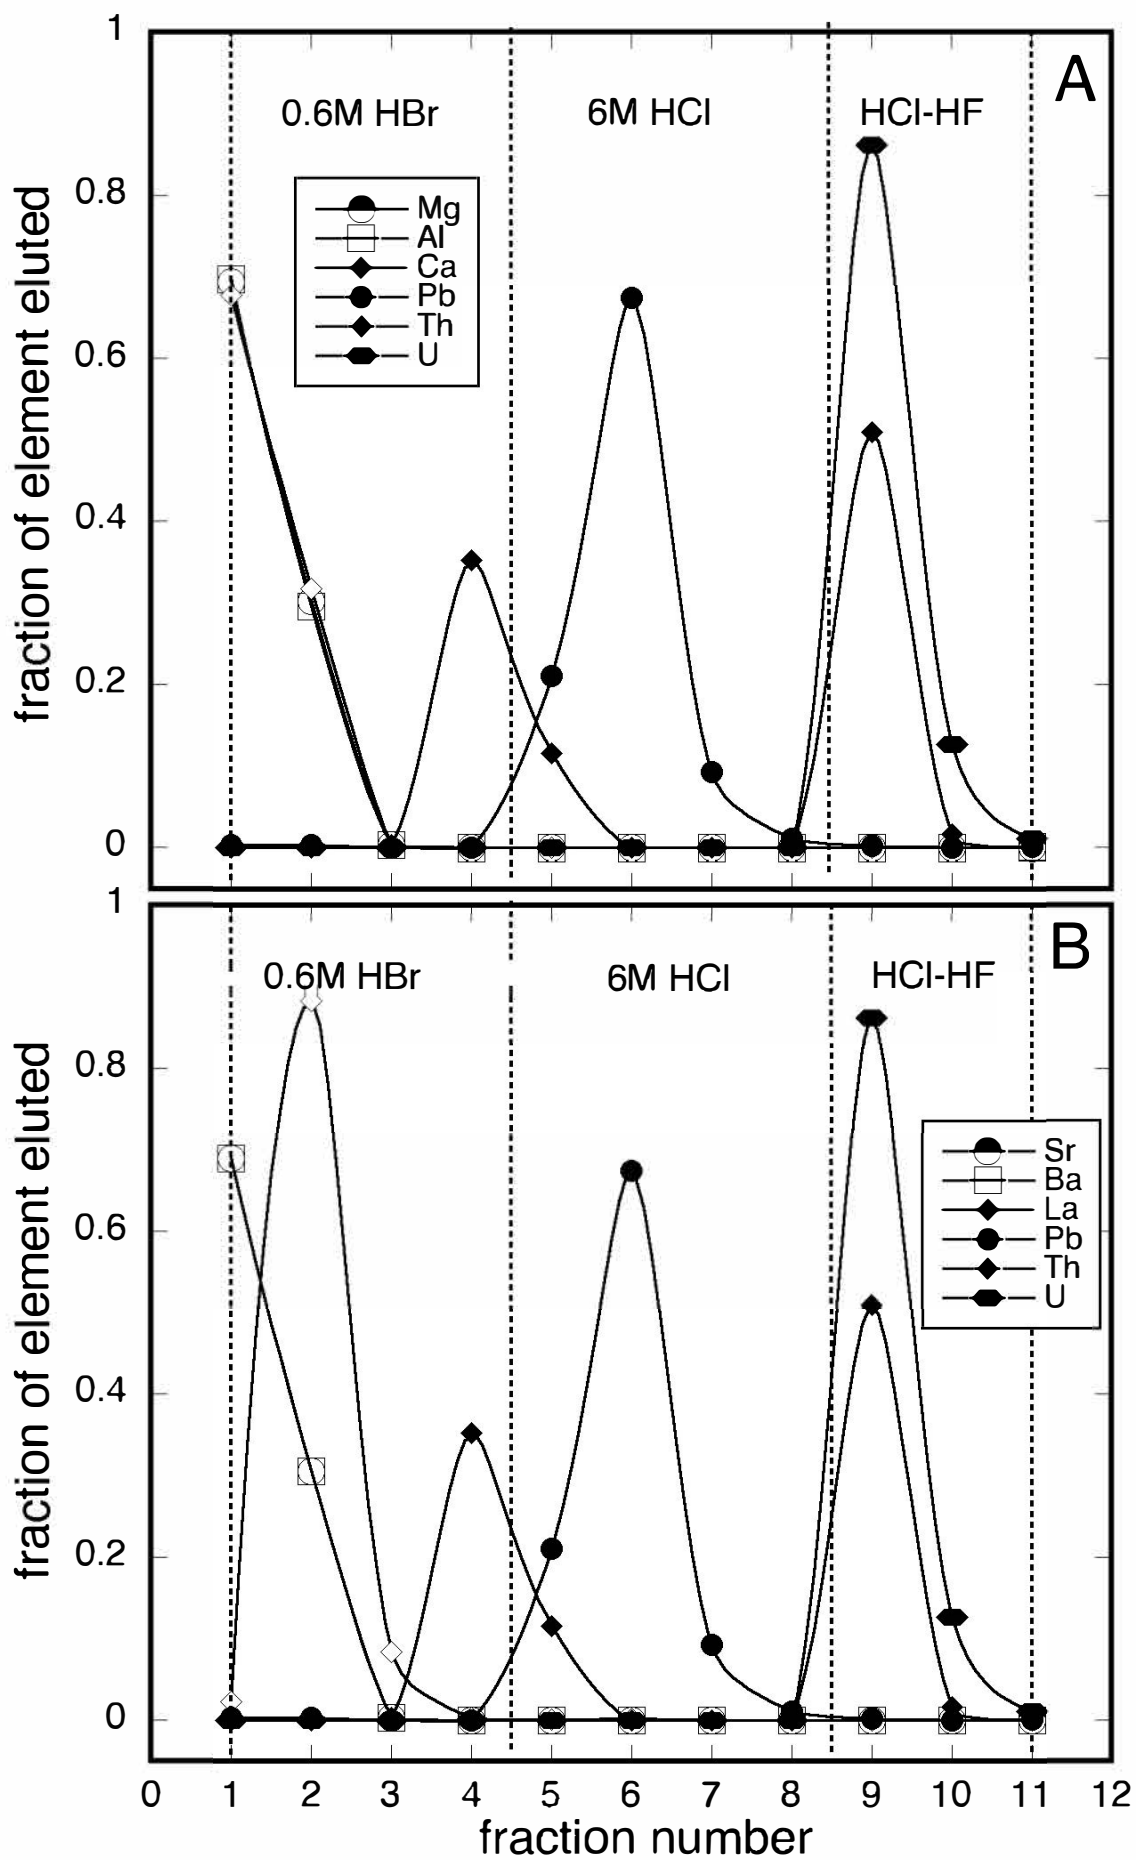 1
A
0.6M HBr
6M HCl
HCl-HF
Mg
Al
Ca
Pb
Th
U
0.8
0.6
0.4
0.2
0
fraction of element eluted
1
B
0.6M HBr
6M HCl
HCl-HF
Sr
Ba
La
Pb
Th
U
0.8
0.6
0.4
0.2
0
fraction of element eluted
0 1 2 3 4 5 6 7 8 9 10 11 12
fraction number